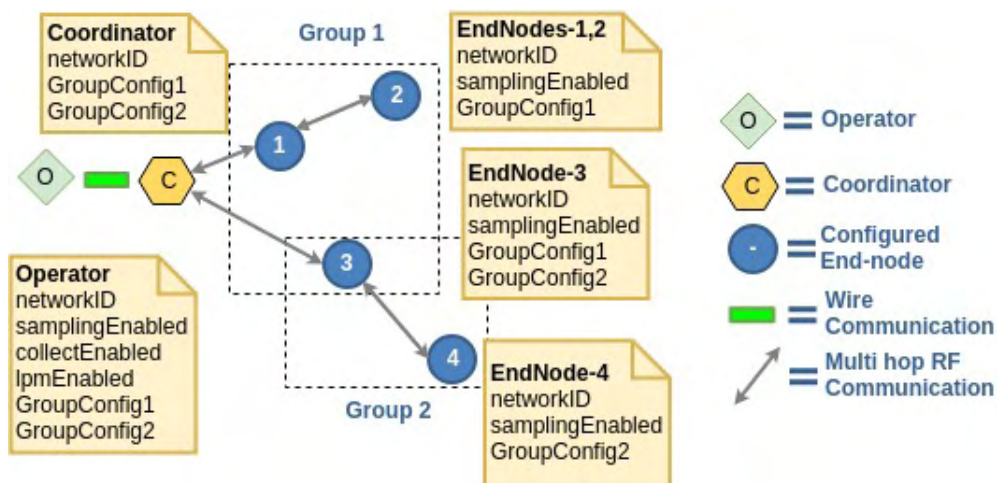 Coordinator
networkID
GroupConfig1
GroupConfig2
Group 1
EndNodes-1,2
networkID
samplingEnabled
GroupConfig1
2
1
O
C
EndNode-3
networkID
samplingEnabled
GroupConfig1
GroupConfig2
3
Operator
networkID
samplingEnabled
collectEnabled
lpmEnabled
GroupConfig1
GroupConfig2
4
Group 2
EndNode-4
networkID
samplingEnabled
GroupConfig2
O = Operator
C = Coordinator
- = Configured
End-node
= Wire
Communication
= Multi hop RF
Communication